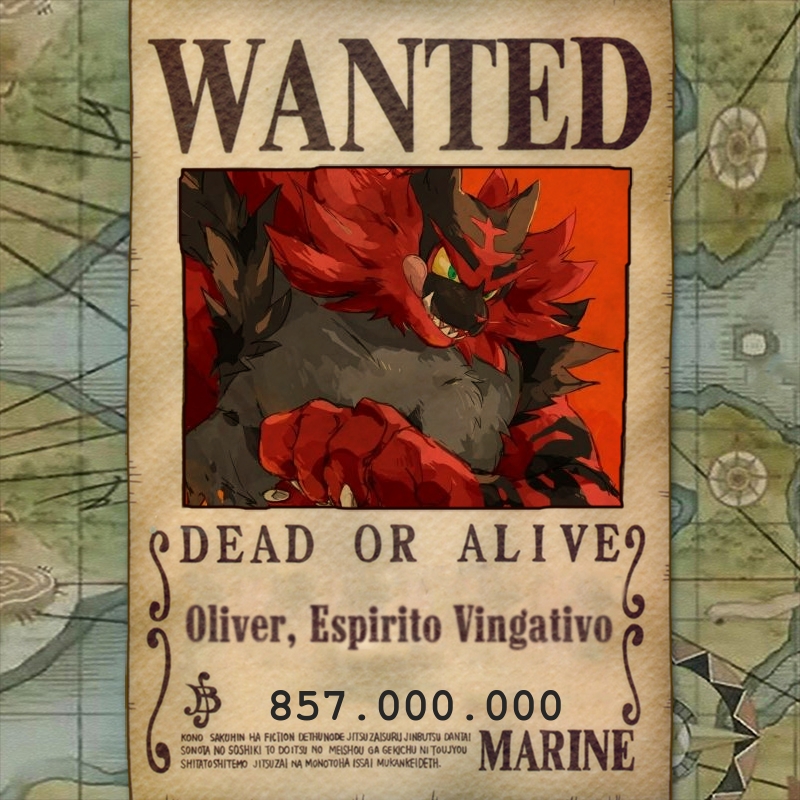 WANTED
DEAD OR ALIVE
Oliver, Espirito Vingativo
857.000.000
KONO SAKUHIN HA FICTION DETHUNODE JITSUZAISURU JINBUTSU DANTAI
SONOTA NO SOSHIKI TO DOITSU NO MEISHOU GA GEKICHU NI TOUJYOU
SHITATOSHITEMO JITSUZAI NA MONOTOHA ISSAI MUKANKEIDETH.
MARINE